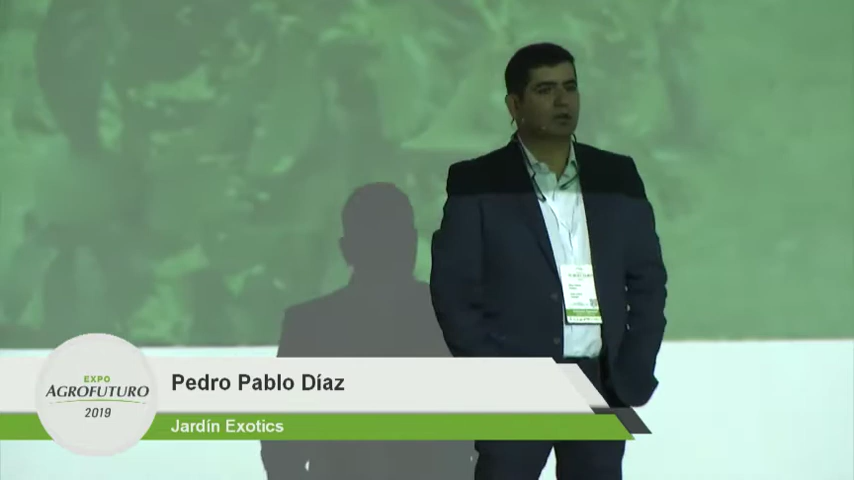 EXPO
AGROFUTURO
2019
Pedro Pablo Díaz
Jardín Exotics